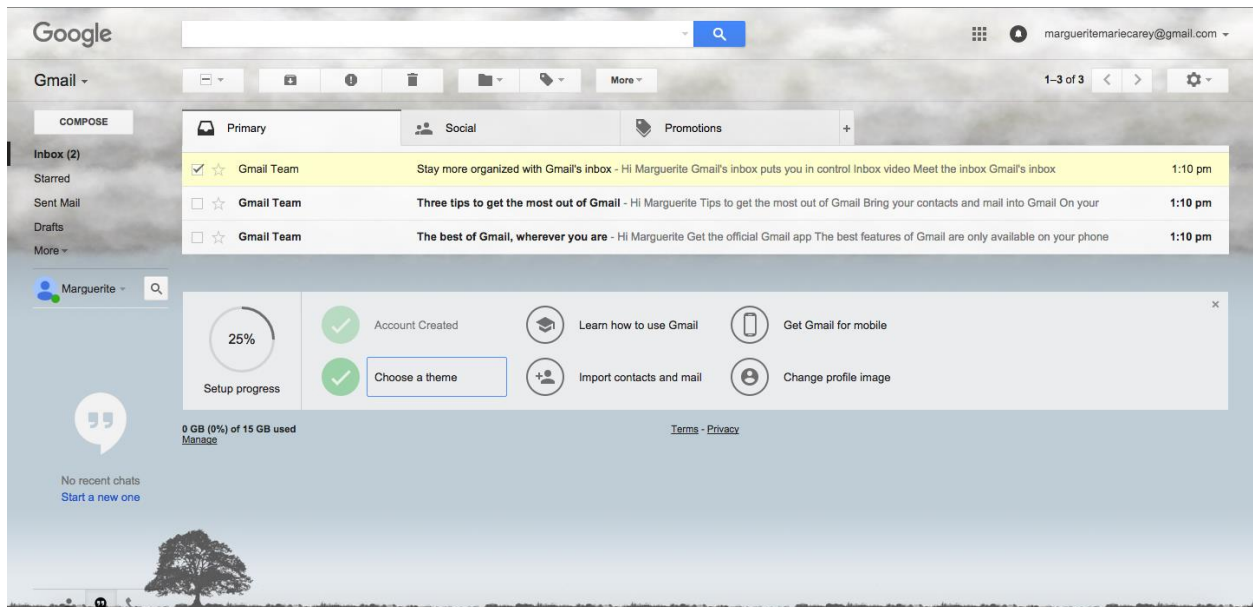 Google
margueritemariecarey@gmail.com
Gmail
More
1–3 of 3
COMPOSE
Primary
Social
Promotions
+
Inbox (2)
Starred
Sent Mail
Drafts
More
Gmail Team Stay more organized with Gmail's inbox - Hi Marguerite Gmail's inbox puts you in control Inbox video Meet the inbox Gmail's inbox 1:10 pm
Gmail Team Three tips to get the most out of Gmail - Hi Marguerite Tips to get the most out of Gmail Bring your contacts and mail into Gmail On your 1:10 pm
Gmail Team The best of Gmail, wherever you are - Hi Marguerite Get the official Gmail app The best features of Gmail are only available on your phone 1:10 pm
Marguerite
25%
Setup progress
Account Created
Learn how to use Gmail
Get Gmail for mobile
Choose a theme
Import contacts and mail
Change profile image
0 GB (0%) of 15 GB used
Manage
Terms - Privacy
No recent chats
Start a new one